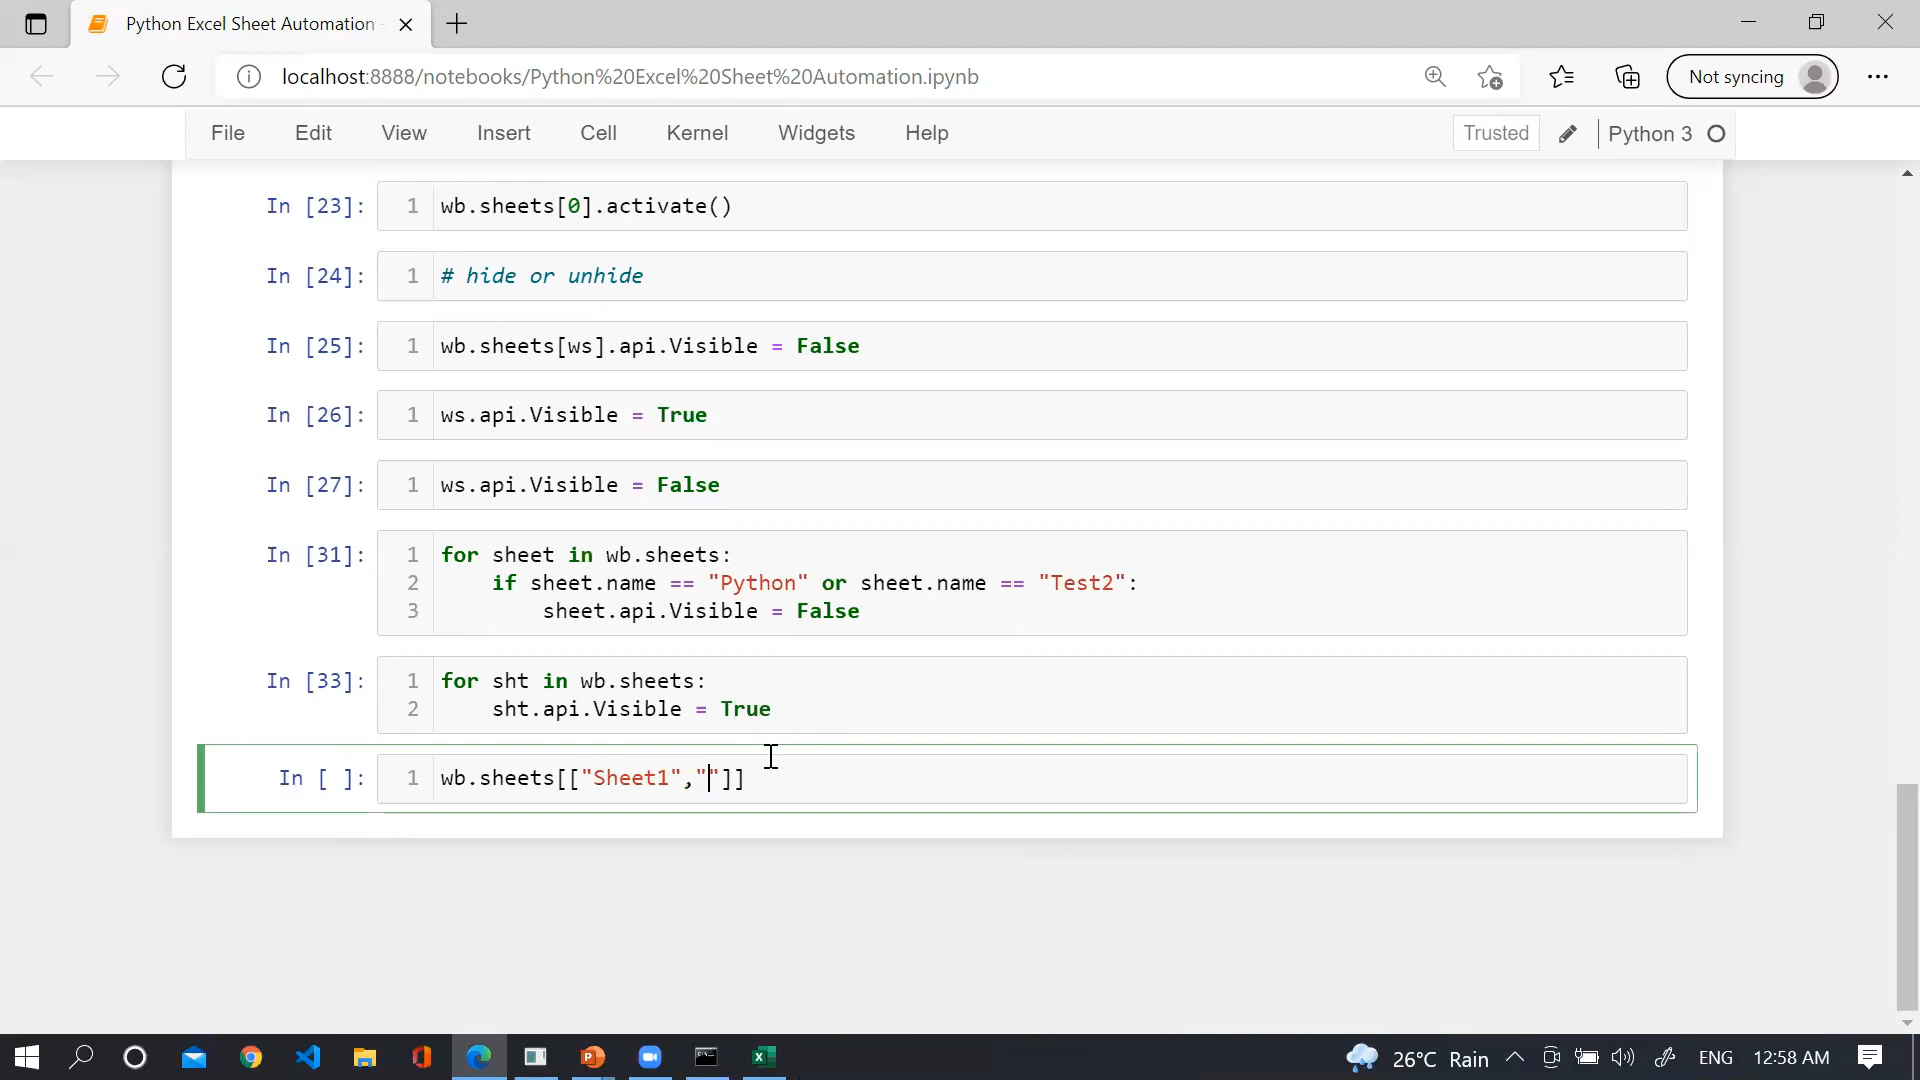 Python Excel Sheet Automation -
localhost:8888/notebooks/Python%20Excel%20Sheet%20Automation.ipynb
Not syncing
File Edit View Insert Cell Kernel Widgets Help
Trusted
Python 3
In [23]: 1 wb.sheets[0].activate()
In [24]: 1 # hide or unhide
In [25]: 1 wb.sheets[ws].api.Visible = False
In [26]: 1 ws.api.Visible = True
In [27]: 1 ws.api.Visible = False
In [31]: 1 for sheet in wb.sheets:
2 if sheet.name == "Python" or sheet.name == "Test2":
3 sheet.api.Visible = False
In [33]: 1 for sht in wb.sheets:
2 sht.api.Visible = True
In [ ]: 1 wb.sheets[["Sheet1",""]]
26°C Rain ENG 12:58 AM